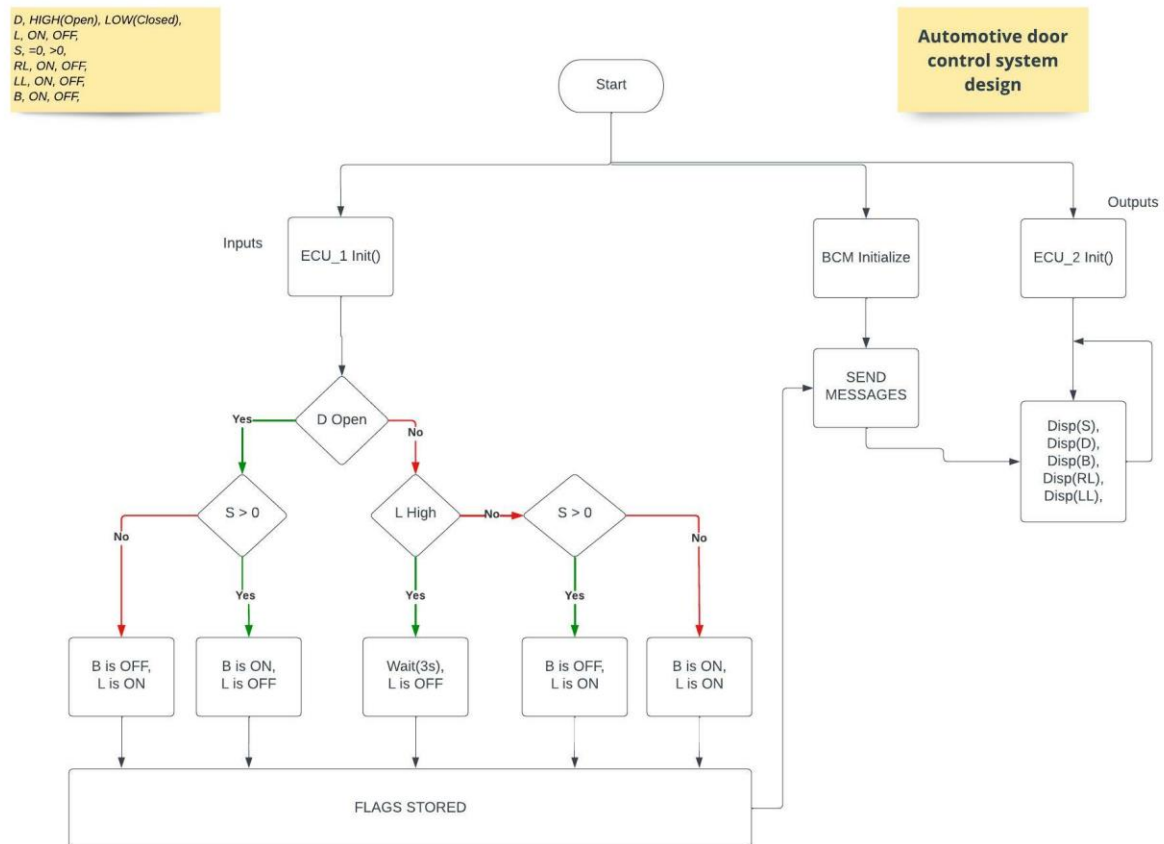 D, HIGH(Open), LOW(Closed),
L, ON, OFF,
S, =0, >0,
RL, ON, OFF,
LL, ON, OFF,
B, ON, OFF,
Automotive door
control system
design
Start
Inputs
Outputs
ECU_1 Init()
BCM Initialize
ECU_2 Init()
SEND
MESSAGES
D Open
Yes
No
Disp(S),
Disp(D),
Disp(B),
Disp(RL),
Disp(LL),
S > 0
L High
No
S > 0
No
Yes
Yes
Yes
No
B is OFF,
L is ON
B is ON,
L is OFF
Wait(3s),
L is OFF
B is OFF,
L is ON
B is ON,
L is ON
FLAGS STORED